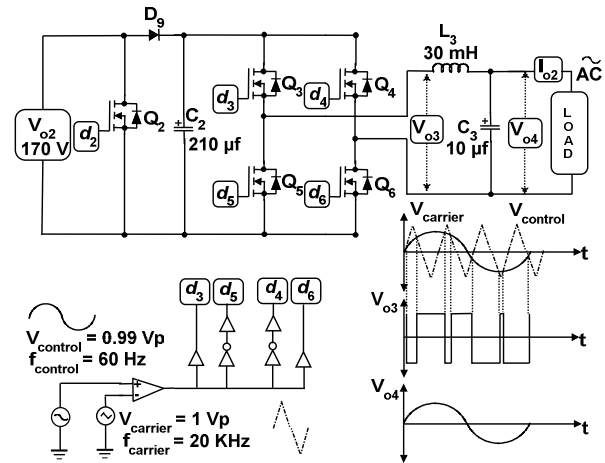 D9
L3
30 mH
Io2
AC
Q3
Q4
d3
d4
Vo2
170 V
d2
Q2
C2
210 µf
Vo3
C3
10 µf
Vo4
LOAD
d5
Q5
d6
Q6
Vcarrier
Vcontrol
t
d3
d5
d4
d6
Vo3
t
Vcontrol = 0.99 Vp
fcontrol = 60 Hz
Vo4
t
+
-
Vcarrier = 1 Vp
fcarrier = 20 KHz